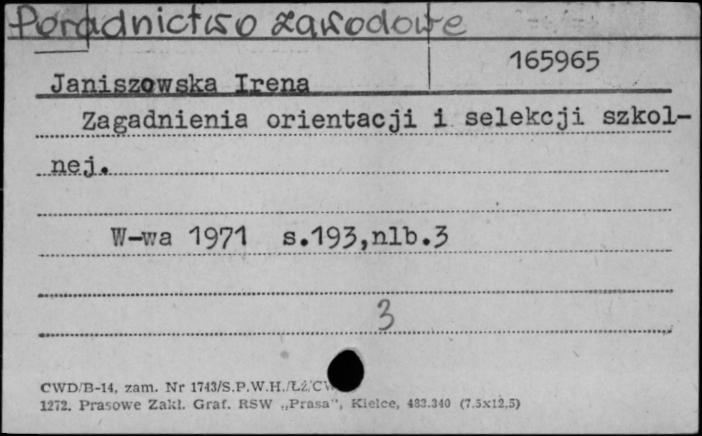 Poradnictwo zawodowe
165965
Janiszowska Irena
Zagadnienia orientacji i selekcji szkol-
nej.
W-wa 1971 s.193,nlb.3
3
CWD/B-14, zam. Nr 1743/S.P.W.H./ŁŻ/CW
1272. Prasowe Zakł. Graf. RSW „Prasa", Kielce, 483.340 (7.5x12.5)